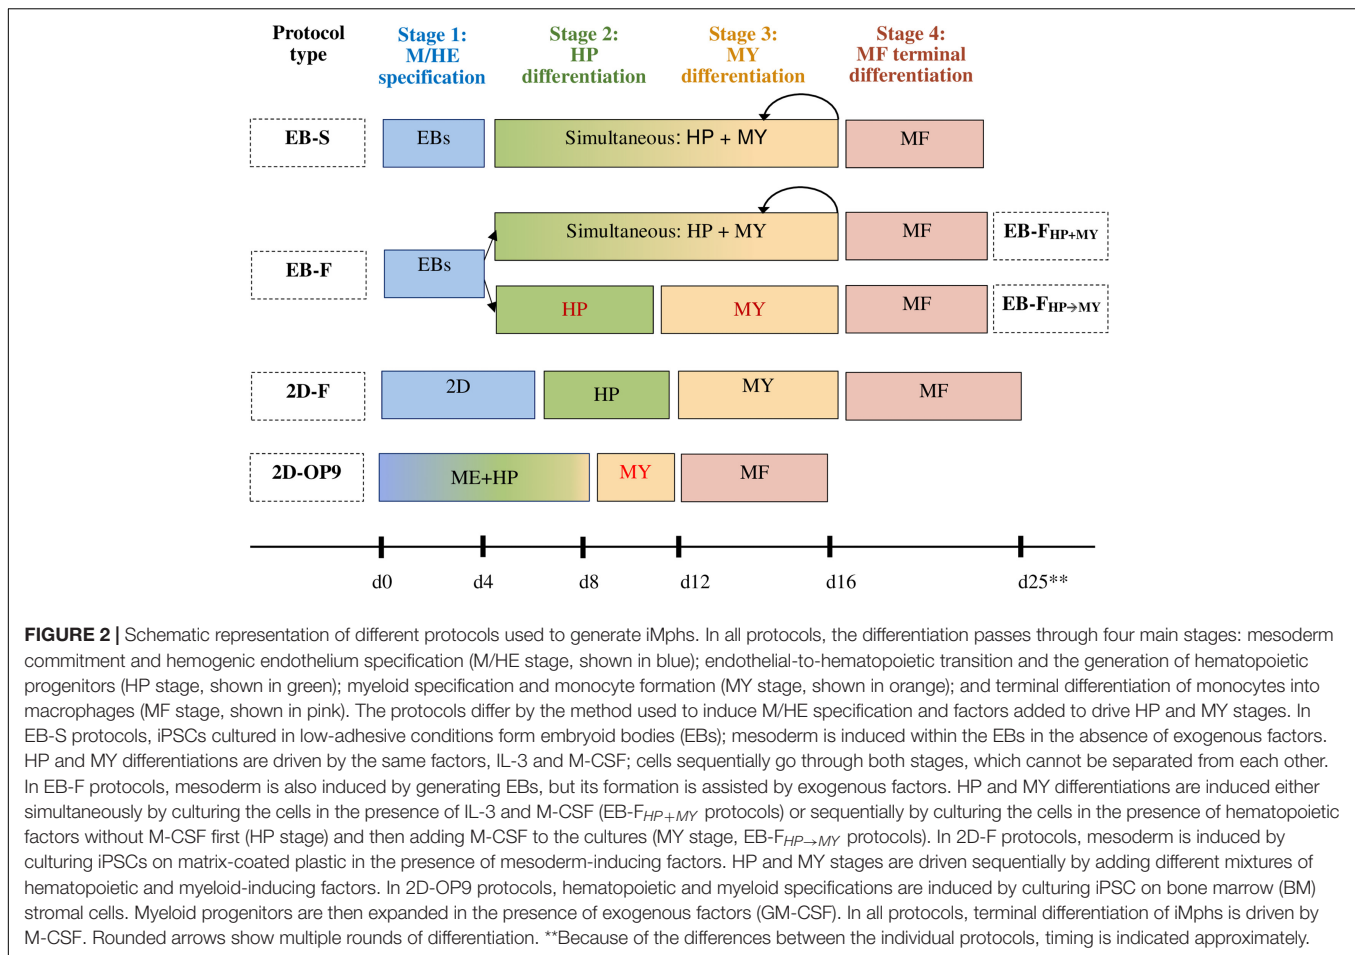 Protocol type
Stage 1: M/HE specification
Stage 2: HP differentiation
Stage 3: MY differentiation
Stage 4: MF terminal differentiation
EB-S
EBs
Simultaneous: HP + MY
MF
EB-F
EBs
Simultaneous: HP + MY
MF
EB-FHP+MY
HP
MY
MF
EB-FHP→MY
2D-F
2D
HP
MY
MF
2D-OP9
ME+HP
MY
MF
d0 d4 d8 d12 d16 d25**
FIGURE 2 | Schematic representation of different protocols used to generate iMphs. In all protocols, the differentiation passes through four main stages: mesoderm
commitment and hemogenic endothelium specification (M/HE stage, shown in blue); endothelial-to-hematopoietic transition and the generation of hematopoietic
progenitors (HP stage, shown in green); myeloid specification and monocyte formation (MY stage, shown in orange); and terminal differentiation of monocytes into
macrophages (MF stage, shown in pink). The protocols differ by the method used to induce M/HE specification and factors added to drive HP and MY stages. In
EB-S protocols, iPSCs cultured in low-adhesive conditions form embryoid bodies (EBs); mesoderm is induced within the EBs in the absence of exogenous factors.
HP and MY differentiations are driven by the same factors, IL-3 and M-CSF; cells sequentially go through both stages, which cannot be separated from each other.
In EB-F protocols, mesoderm is also induced by generating EBs, but its formation is assisted by exogenous factors. HP and MY differentiations are induced either
simultaneously by culturing the cells in the presence of IL-3 and M-CSF (EB-FHP+MY protocols) or sequentially by culturing the cells in the presence of hematopoietic
factors without M-CSF first (HP stage) and then adding M-CSF to the cultures (MY stage, EB-FHP→MY protocols). In 2D-F protocols, mesoderm is induced by
culturing iPSCs on matrix-coated plastic in the presence of mesoderm-inducing factors. HP and MY stages are driven sequentially by adding different mixtures of
hematopoietic and myeloid-inducing factors. In 2D-OP9 protocols, hematopoietic and myeloid specifications are induced by culturing iPSC on bone marrow (BM)
stromal cells. Myeloid progenitors are then expanded in the presence of exogenous factors (GM-CSF). In all protocols, terminal differentiation of iMphs is driven by
M-CSF. Rounded arrows show multiple rounds of differentiation. **Because of the differences between the individual protocols, timing is indicated approximately.